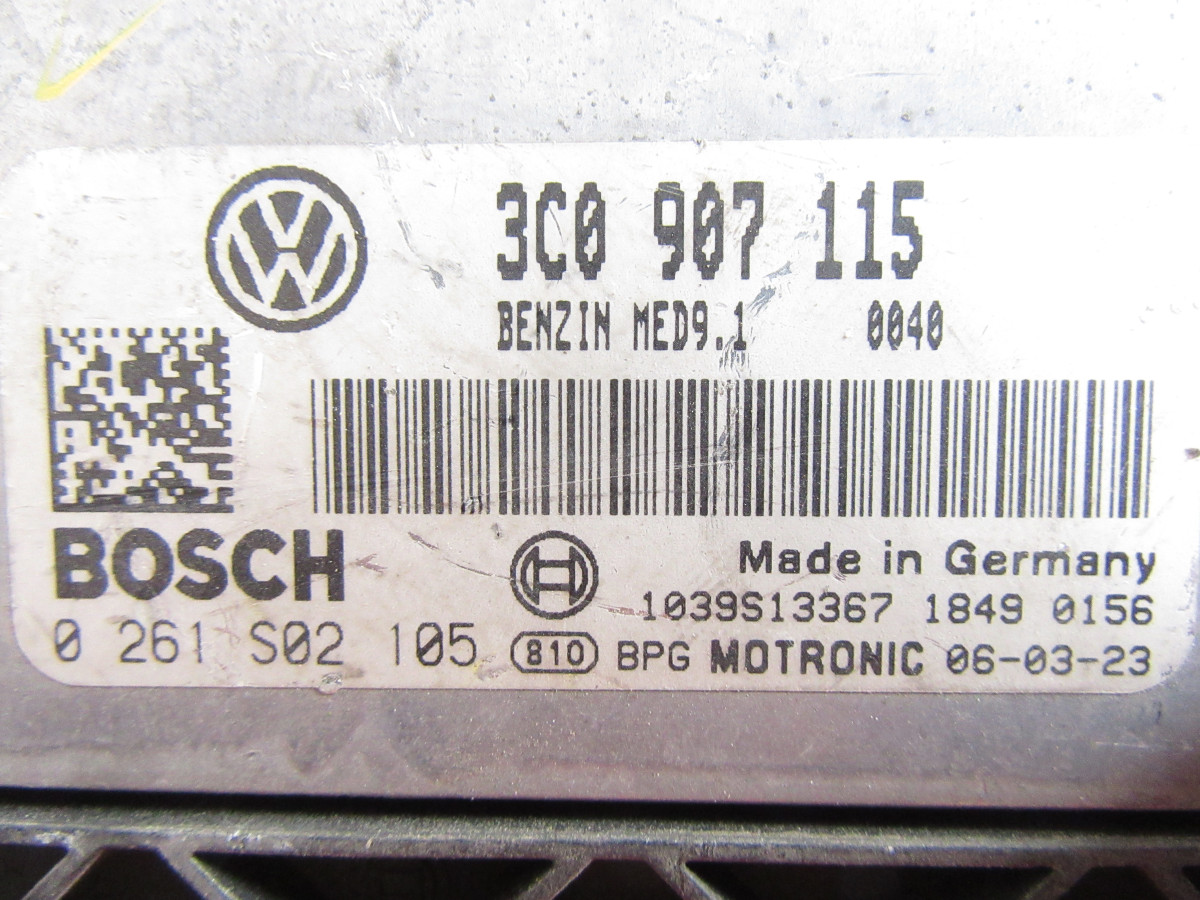 3C0 907 115
BENZIN MED9.1 0040
BOSCH
Made in Germany
1039S13367 1849 0156
0 261 S02 105 810 BPG MOTRONIC 06-03-23